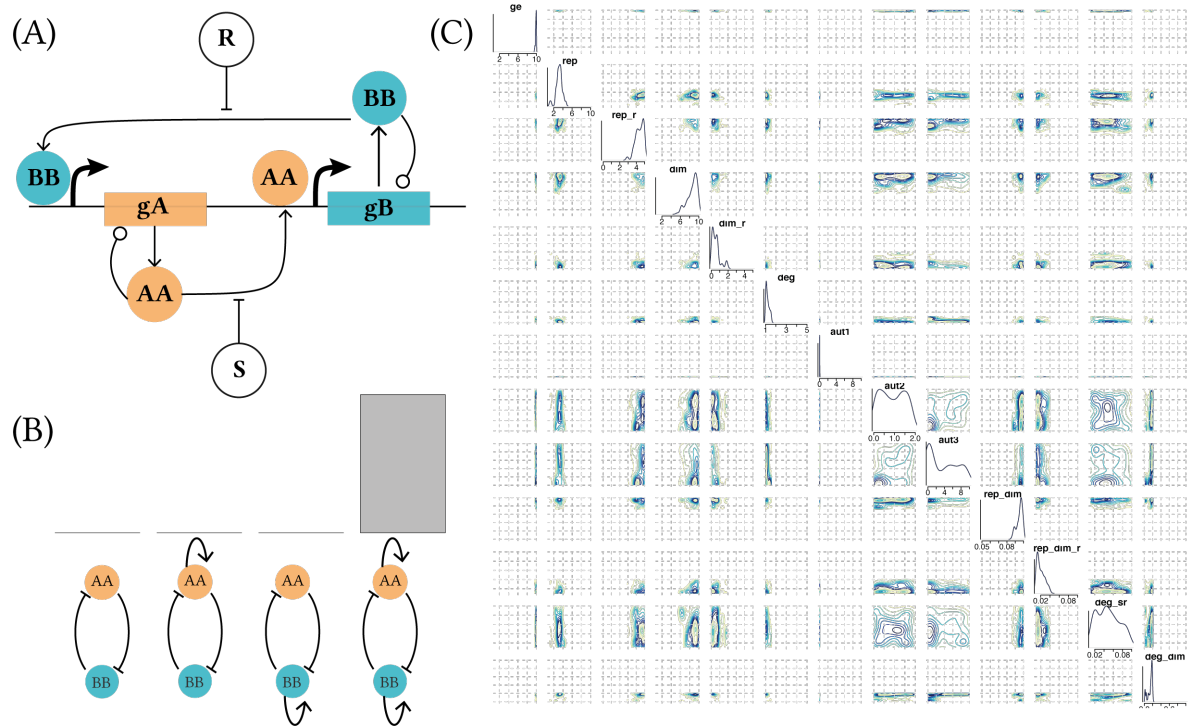 (A)
R
BB
BB
AA
gA
gB
AA
S
(B)
AA
AA
AA
AA
BB
BB
BB
BB
(C)
ge
2 6 10
rep
2 6 10
rep_r
0 2 4
dim
2 6 10
dim_r
0 2 4
deg
1 3 5
aut1
0 4 8
aut2
0.0 1.0 2.0
aut3
0 4 8
rep_dim
0.05 0.08
rep_dim_r
0.02 0.08
deg_sr
0.02 0.08
deg_dim